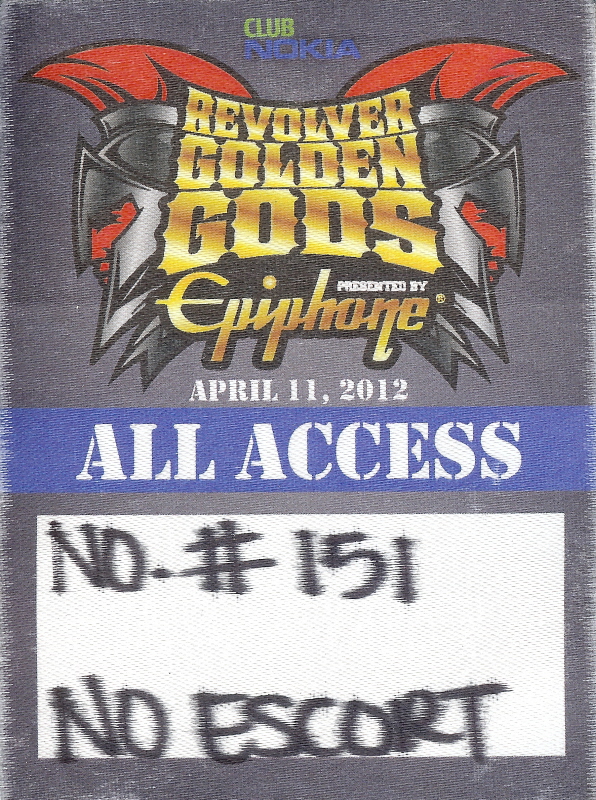 CLUB
NOKIA
REVOLVER
GOLDEN
GODS
PRESENTED BY
Epiphone®
APRIL 11, 2012
ALL ACCESS
NO. # 151
NO ESCORT